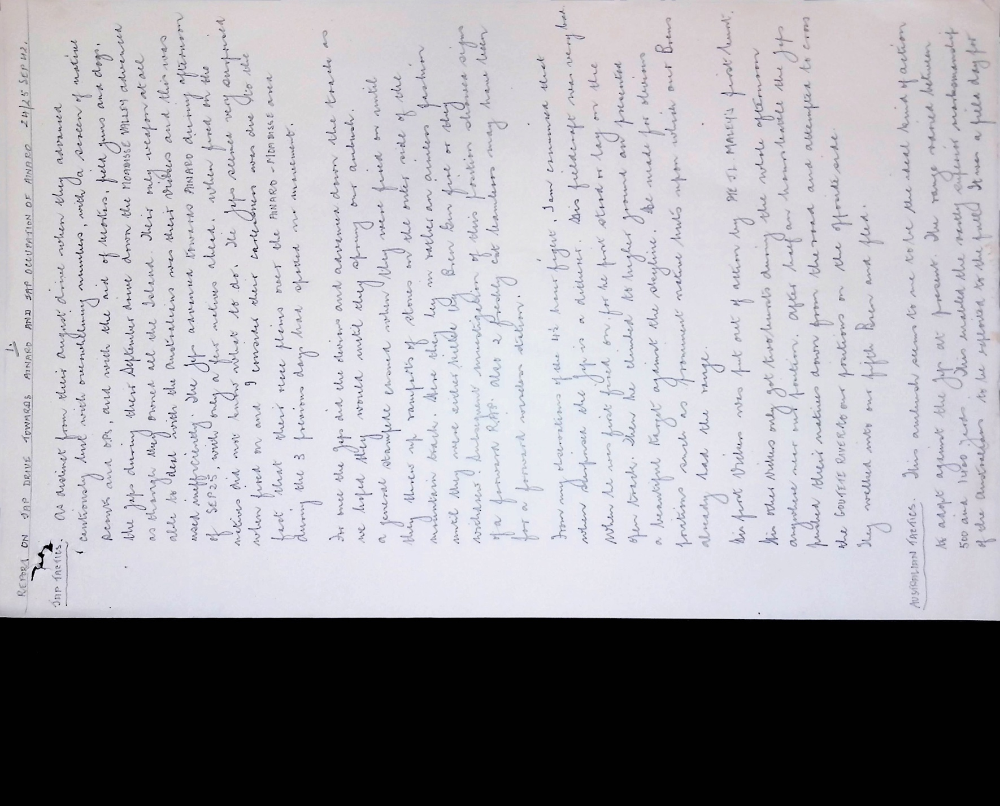 1.
REPORT ON JAP DRIVE TOWARDS AINARO AND JAP OCCUPATION OF AINARO 24/25 SEP 42.
JAP TACTICS. As distinct from their august drive when they advanced
cautiously but with overwhelming numbers, with a screen of native
scouts and OPs, and with the aid of mortars, field guns and dogs.
the Japs during their September drive down the MOADISSE VALLEY advanced
as though they owned all the Island. Their only weapon at all
able to deal with the australians was their Vickers and this was
used inefficiently. The Japs advanced towards AINARO during afternoon
of SEP 25, with only a few natives ahead. When fired on the
natives did not know what to do. The Japs seemed very surprised
when fired on and I consider their carelessness was due to the
fact that their recce planes over the AINARO - MOADISSE area
during the 3 previous days had spotted no movement.
For once the Japs did the obvious and advanced down the track as
we hoped they would until they sprung our ambush.
a general stampede ensued when they were fired on until
they threw up ramparts of stones on the outer side of the
mountain track. Here they lay in rather an aimless fashion
until they were either killed by Bren Gun fire or they
withdrew. Subsequent investigation of this position showed signs
of a forward RAP. also 2 freshly cut bamboos may have been
for a forward wireless station.
From my observations of the 4½ hour fight. I am convinced that
when surprised the Jap is a ditherer. His fieldcraft was very bad.
When he was first fired on, for he just stood or lay on the
open track. Then he climbed to higher ground and presented
a beautiful target against the skyline. He made for obvious
positions such as prominent native huts upon which our Brens
already had the range.
His first Vickers was put out of action by PTE J.L. MALEY'S first burst.
His other Vickers only got two bursts during the whole afternoon
anywhere near our position. After half an hours battle the Japs
pushed their natives down from the road and attempted to cross
the BOUTETE RIVER to our positions on the opposite side.
They walked into our fifth Bren and fled.
AUSTRALIAN TACTICS. This ambush seems to me to be the ideal kind of action
to adopt against the Jap at present. The range varied between
500 and 1400 yards. This enabled the vastly superior marksmanship
of the australians to be exploited to the full. It was a field day for